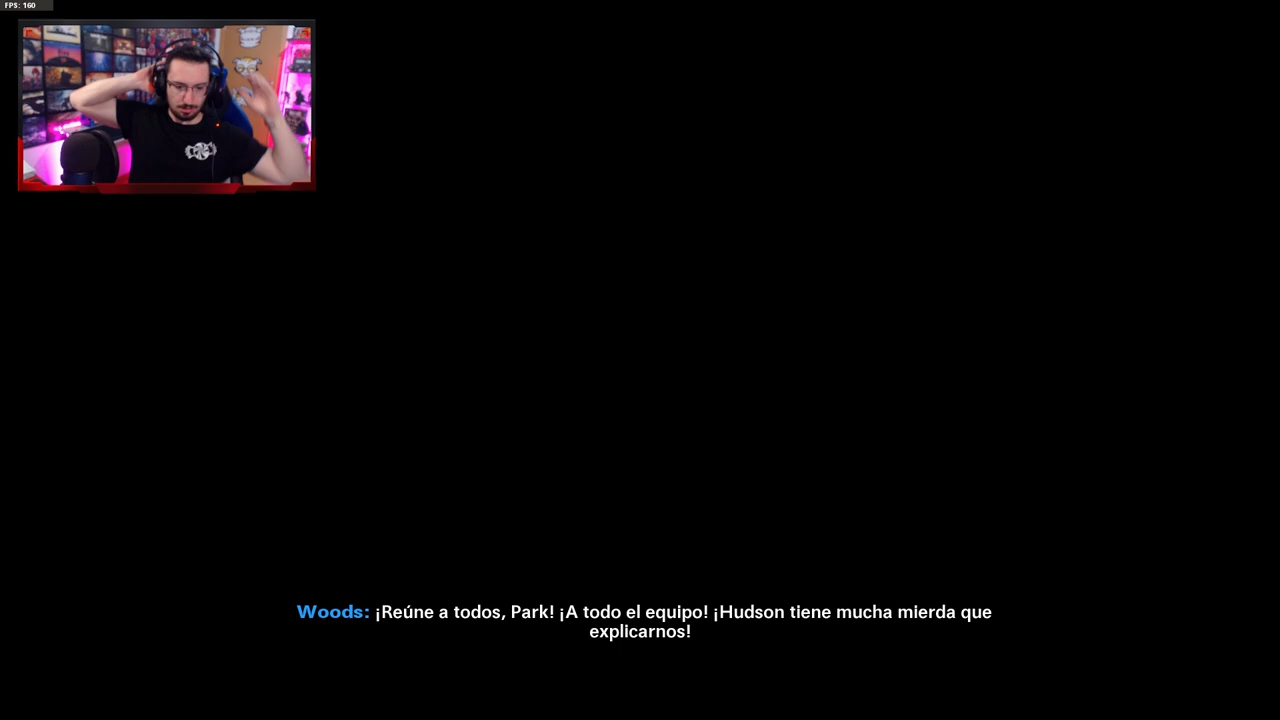 FPS: 160
Woods: ¡Reúne a todos, Park! ¡A todo el equipo! ¡Hudson tiene mucha mierda que
explicarnos!